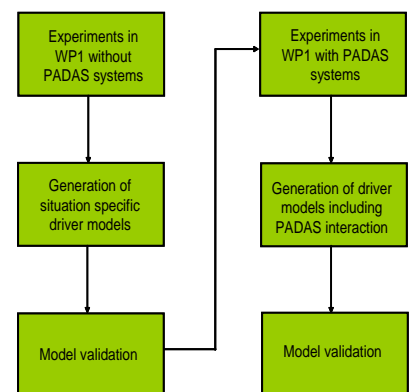 Experiments in
WP1 without
PADAS systems
Generation of
situation specific
driver models
Model validation
Experiments in
WP1 with PADAS
systems
Generation of driver
models including
PADAS interaction
Model validation